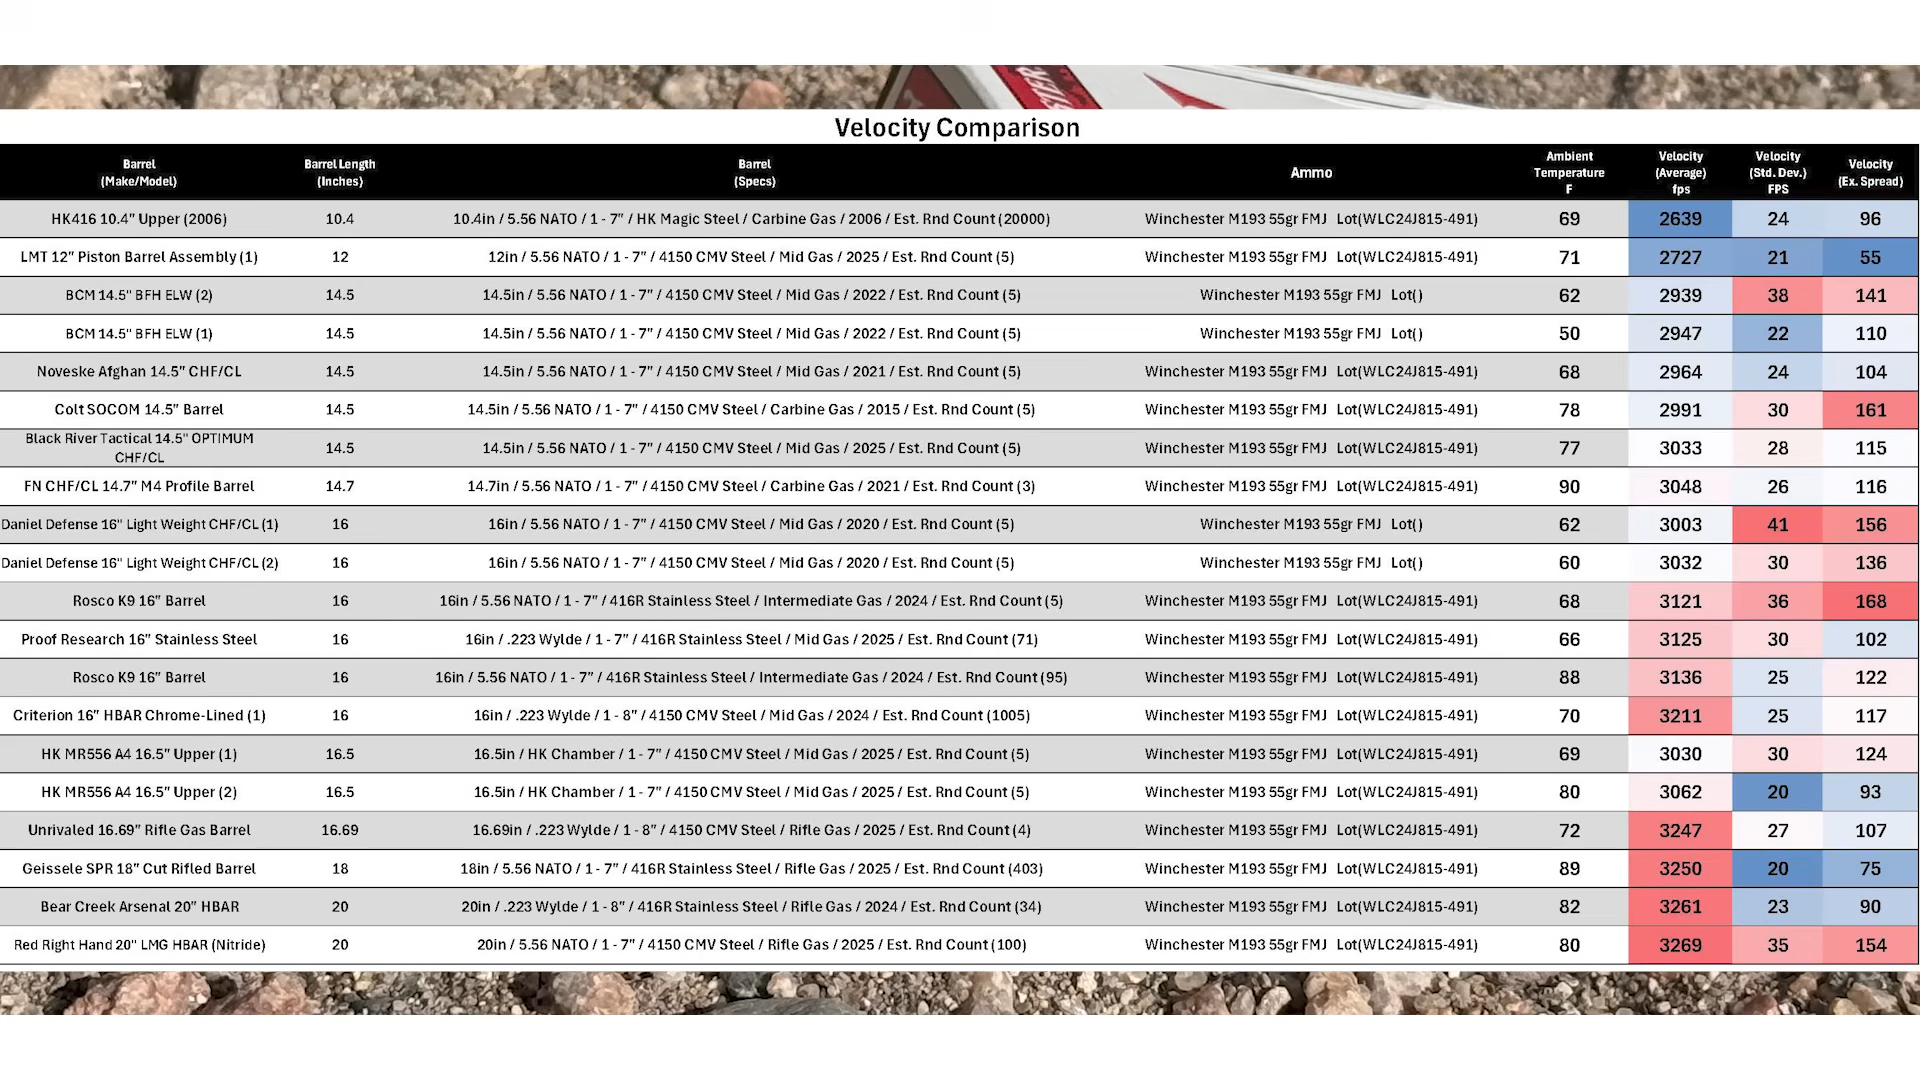 Velocity Comparison
Barrel (Make/Model) Barrel Length (Inches) Barrel (Specs) Ammo Ambient Temperature F Velocity (Average) fps Velocity (Std. Dev.) FPS Velocity (Ex. Spread)
HK416 10.4" Upper (2006) 10.4 10.4in / 5.56 NATO / 1 - 7" / HK Magic Steel / Carbine Gas / 2006 / Est. Rnd Count (20000) Winchester M193 55gr FMJ Lot(WLC24J815-491) 69 2639 24 96
LMT 12" Piston Barrel Assembly (1) 12 12in / 5.56 NATO / 1 - 7" / 4150 CMV Steel / Mid Gas / 2025 / Est. Rnd Count (5) Winchester M193 55gr FMJ Lot(WLC24J815-491) 71 2727 21 55
BCM 14.5" BFH ELW (2) 14.5 14.5in / 5.56 NATO / 1 - 7" / 4150 CMV Steel / Mid Gas / 2022 / Est. Rnd Count (5) Winchester M193 55gr FMJ Lot() 62 2939 38 141
BCM 14.5" BFH ELW (1) 14.5 14.5in / 5.56 NATO / 1 - 7" / 4150 CMV Steel / Mid Gas / 2022 / Est. Rnd Count (5) Winchester M193 55gr FMJ Lot() 50 2947 22 110
Noveske Afghan 14.5" CHF/CL 14.5 14.5in / 5.56 NATO / 1 - 7" / 4150 CMV Steel / Mid Gas / 2021 / Est. Rnd Count (5) Winchester M193 55gr FMJ Lot(WLC24J815-491) 68 2964 24 104
Colt SOCOM 14.5" Barrel 14.5 14.5in / 5.56 NATO / 1 - 7" / 4150 CMV Steel / Carbine Gas / 2015 / Est. Rnd Count (5) Winchester M193 55gr FMJ Lot(WLC24J815-491) 78 2991 30 161
Black River Tactical 14.5" OPTIMUM CHF/CL 14.5 14.5in / 5.56 NATO / 1 - 7" / 4150 CMV Steel / Mid Gas / 2025 / Est. Rnd Count (5) Winchester M193 55gr FMJ Lot(WLC24J815-491) 77 3033 28 115
FN CHF/CL 14.7" M4 Profile Barrel 14.7 14.7in / 5.56 NATO / 1 - 7" / 4150 CMV Steel / Carbine Gas / 2021 / Est. Rnd Count (3) Winchester M193 55gr FMJ Lot(WLC24J815-491) 90 3048 26 116
Daniel Defense 16" Light Weight CHF/CL (1) 16 16in / 5.56 NATO / 1 - 7" / 4150 CMV Steel / Mid Gas / 2020 / Est. Rnd Count (5) Winchester M193 55gr FMJ Lot() 62 3003 41 156
Daniel Defense 16" Light Weight CHF/CL (2) 16 16in / 5.56 NATO / 1 - 7" / 4150 CMV Steel / Mid Gas / 2020 / Est. Rnd Count (5) Winchester M193 55gr FMJ Lot() 60 3032 30 136
Rosco K9 16" Barrel 16 16in / 5.56 NATO / 1 - 7" / 416R Stainless Steel / Intermediate Gas / 2024 / Est. Rnd Count (5) Winchester M193 55gr FMJ Lot(WLC24J815-491) 68 3121 36 168
Proof Research 16" Stainless Steel 16 16in / .223 Wylde / 1 - 7" / 416R Stainless Steel / Mid Gas / 2025 / Est. Rnd Count (71) Winchester M193 55gr FMJ Lot(WLC24J815-491) 66 3125 30 102
Rosco K9 16" Barrel 16 16in / 5.56 NATO / 1 - 7" / 416R Stainless Steel / Intermediate Gas / 2024 / Est. Rnd Count (95) Winchester M193 55gr FMJ Lot(WLC24J815-491) 88 3136 25 122
Criterion 16" HBAR Chrome-Lined (1) 16 16in / .223 Wylde / 1 - 8" / 4150 CMV Steel / Mid Gas / 2024 / Est. Rnd Count (1005) Winchester M193 55gr FMJ Lot(WLC24J815-491) 70 3211 25 117
HK MR556 A4 16.5" Upper (1) 16.5 16.5in / HK Chamber / 1 - 7" / 4150 CMV Steel / Mid Gas / 2025 / Est. Rnd Count (5) Winchester M193 55gr FMJ Lot(WLC24J815-491) 69 3030 30 124
HK MR556 A4 16.5" Upper (2) 16.5 16.5in / HK Chamber / 1 - 7" / 4150 CMV Steel / Mid Gas / 2025 / Est. Rnd Count (5) Winchester M193 55gr FMJ Lot(WLC24J815-491) 80 3062 20 93
Unrivaled 16.69" Rifle Gas Barrel 16.69 16.69in / .223 Wylde / 1 - 8" / 4150 CMV Steel / Rifle Gas / 2025 / Est. Rnd Count (4) Winchester M193 55gr FMJ Lot(WLC24J815-491) 72 3247 27 107
Geissele SPR 18" Cut Rifled Barrel 18 18in / 5.56 NATO / 1 - 7" / 416R Stainless Steel / Rifle Gas / 2025 / Est. Rnd Count (403) Winchester M193 55gr FMJ Lot(WLC24J815-491) 89 3250 20 75
Bear Creek Arsenal 20" HBAR 20 20in / .223 Wylde / 1 - 8" / 416R Stainless Steel / Rifle Gas / 2024 / Est. Rnd Count (34) Winchester M193 55gr FMJ Lot(WLC24J815-491) 82 3261 23 90
Red Right Hand 20" LMG HBAR (Nitride) 20 20in / 5.56 NATO / 1 - 7" / 4150 CMV Steel / Rifle Gas / 2025 / Est. Rnd Count (100) Winchester M193 55gr FMJ Lot(WLC24J815-491) 80 3269 35 154